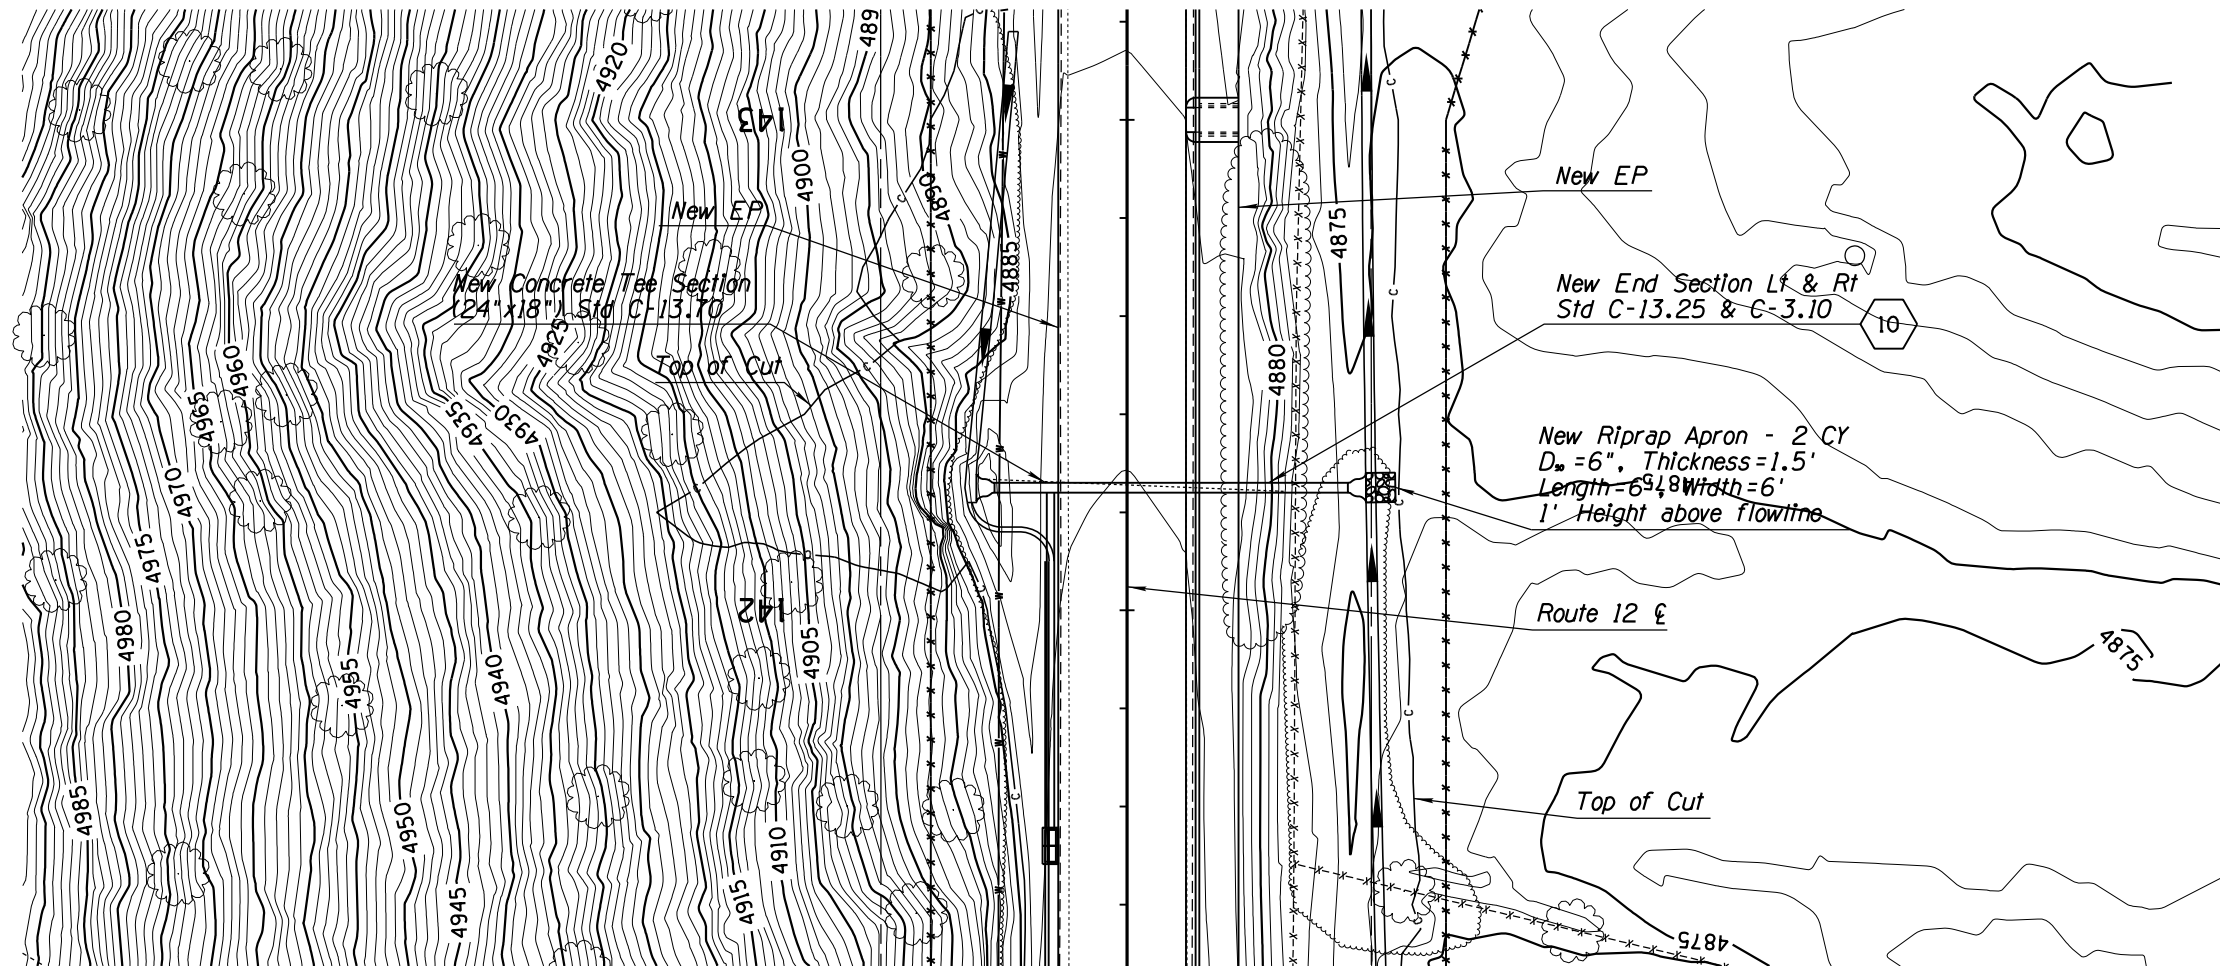 4920
489
143
4900
4890
New EP
New EP
4885
4875
New Concrete Tee Section
(24"x18") Std C-13.70
New End Section Lt & Rt
Std C-13.25 & C-3.10
10
4925
4960
Top of Cut
4880
4965
4935
4930
New Riprap Apron - 2 CY
D50 =6", Thickness=1.5'
Length=6', Width=6'
1' Height above flowline
4875
4970
4975
142
Route 12 ℄
4980
4955
4940
4905
4875
4985
4950
4910
Top of Cut
4945
4915
4875